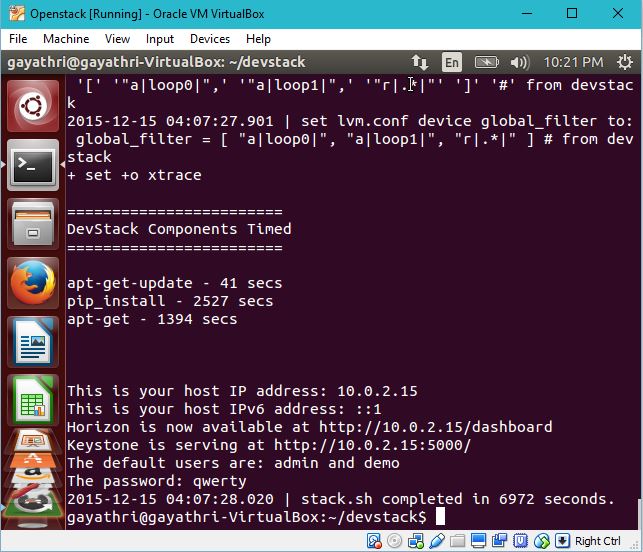 Openstack [Running] - Oracle VM VirtualBox
File Machine View Input Devices Help
gayathri@gayathri-VirtualBox: ~/devstack En 10:21 PM
'[' '"a|loop0|",' '"a|loop1|",' '"r|.*|"' ']' '#' from devstac
k
2015-12-15 04:07:27.901 | set lvm.conf device global_filter to:
global_filter = [ "a|loop0|", "a|loop1|", "r|.*|" ] # from dev
stack
+ set +o xtrace
=========================
DevStack Components Timed
=========================
apt-get-update - 41 secs
pip_install - 2527 secs
apt-get - 1394 secs
This is your host IP address: 10.0.2.15
This is your host IPv6 address: ::1
Horizon is now available at http://10.0.2.15/dashboard
Keystone is serving at http://10.0.2.15:5000/
The default users are: admin and demo
The password: qwerty
2015-12-15 04:07:28.020 | stack.sh completed in 6972 seconds.
gayathri@gayathri-VirtualBox:~/devstack$
Right Ctrl